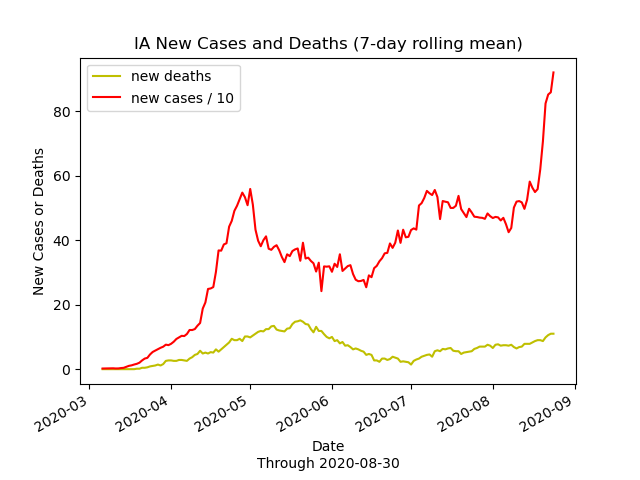 IA New Cases and Deaths (7-day rolling mean)
new deaths
new cases / 10
New Cases or Deaths
80
60
40
20
0
2020-03
2020-04
2020-05
2020-06
2020-07
2020-08
2020-09
Date
Through 2020-08-30